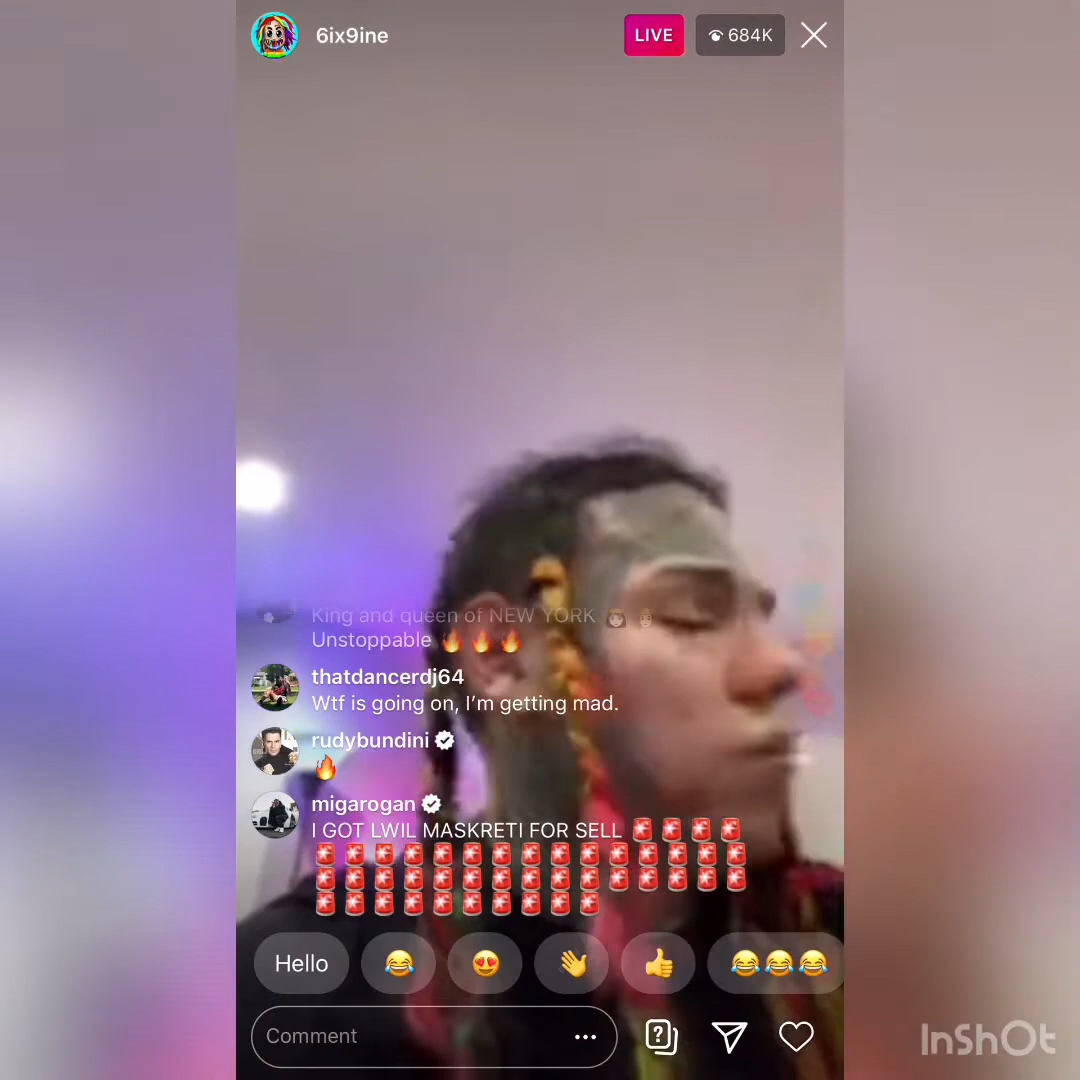 6ix9ine
LIVE
684K
King and queen of NEW YORK
Unstoppable 🔥🔥🔥
thatdancerdj64
Wtf is going on, I’m getting mad.
rudybundini
🔥
migarogan
I GOT LWIL MASKRETI FOR SELL 🚨🚨🚨🚨
🚨🚨🚨🚨🚨🚨🚨🚨🚨🚨🚨🚨🚨🚨🚨
🚨🚨🚨🚨🚨🚨🚨🚨🚨🚨🚨🚨🚨🚨🚨
🚨🚨🚨🚨🚨🚨🚨🚨🚨🚨
Hello 😂 😍 👋 👍 😂😂😂
Comment
InShOt